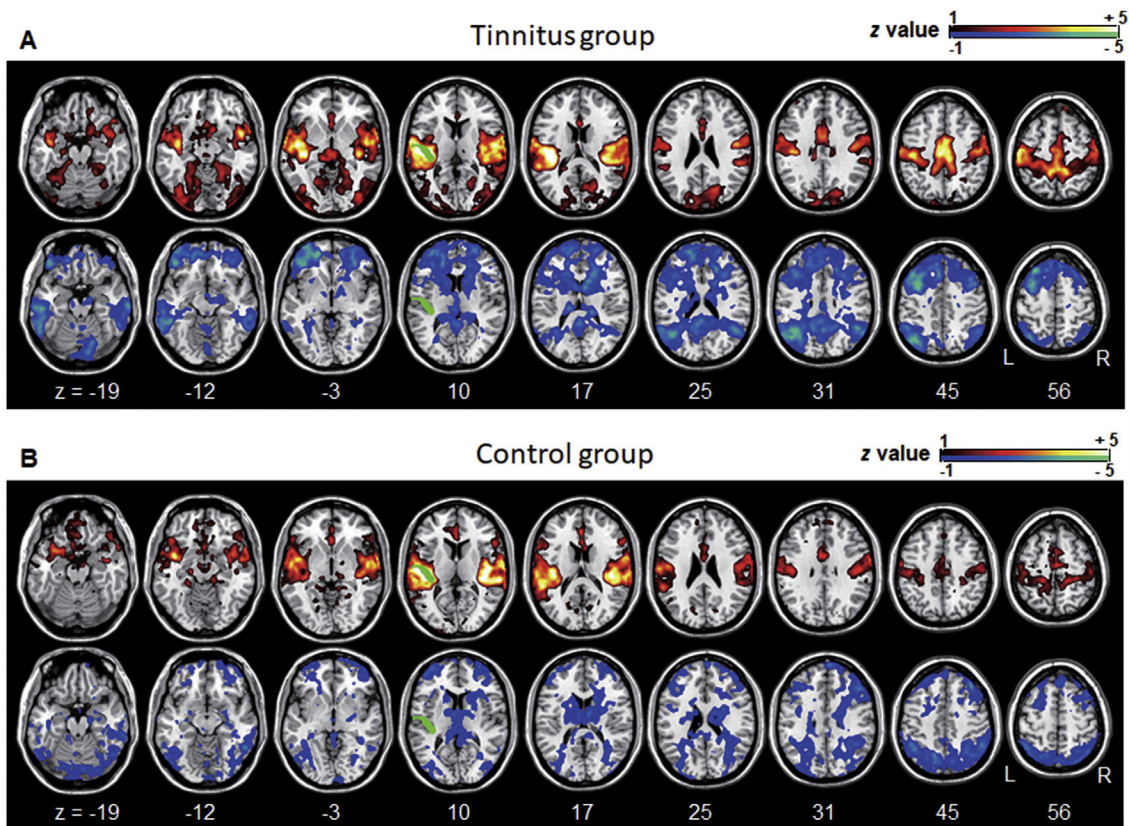 A
Tinnitus group
z value
1 + 5
-1 - 5
L R
z = -19 -12 -3 10 17 25 31 45 56
B
Control group
z value
1 + 5
-1 - 5
L R
z = -19 -12 -3 10 17 25 31 45 56